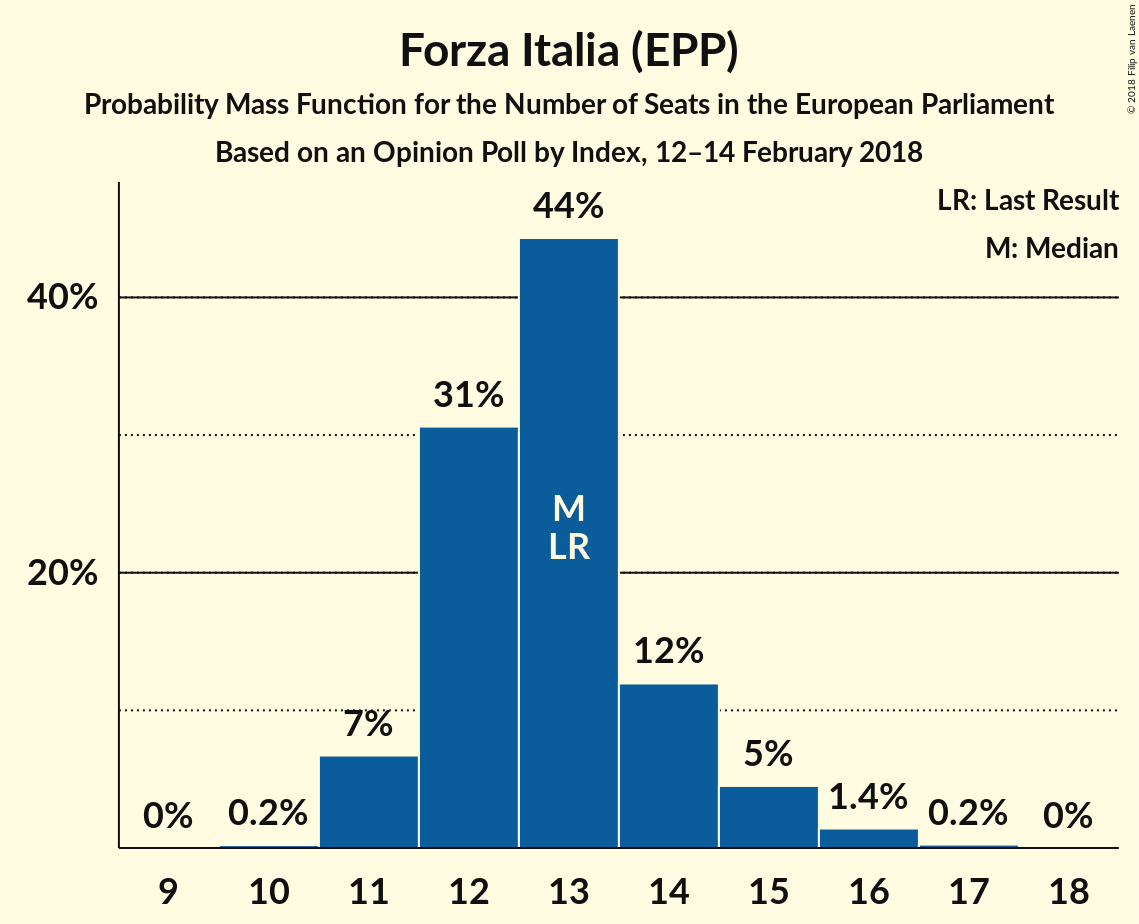 Forza Italia (EPP)
Probability Mass Function for the Number of Seats in the European Parliament
Based on an Opinion Poll by Index, 12–14 February 2018
© 2018 Filip van Laenen
LR: Last Result
M: Median
44%
40%
31%
M
LR
20%
12%
7%
5%
1.4%
0%
0.2%
0.2%
0%
9 10 11 12 13 14 15 16 17 18